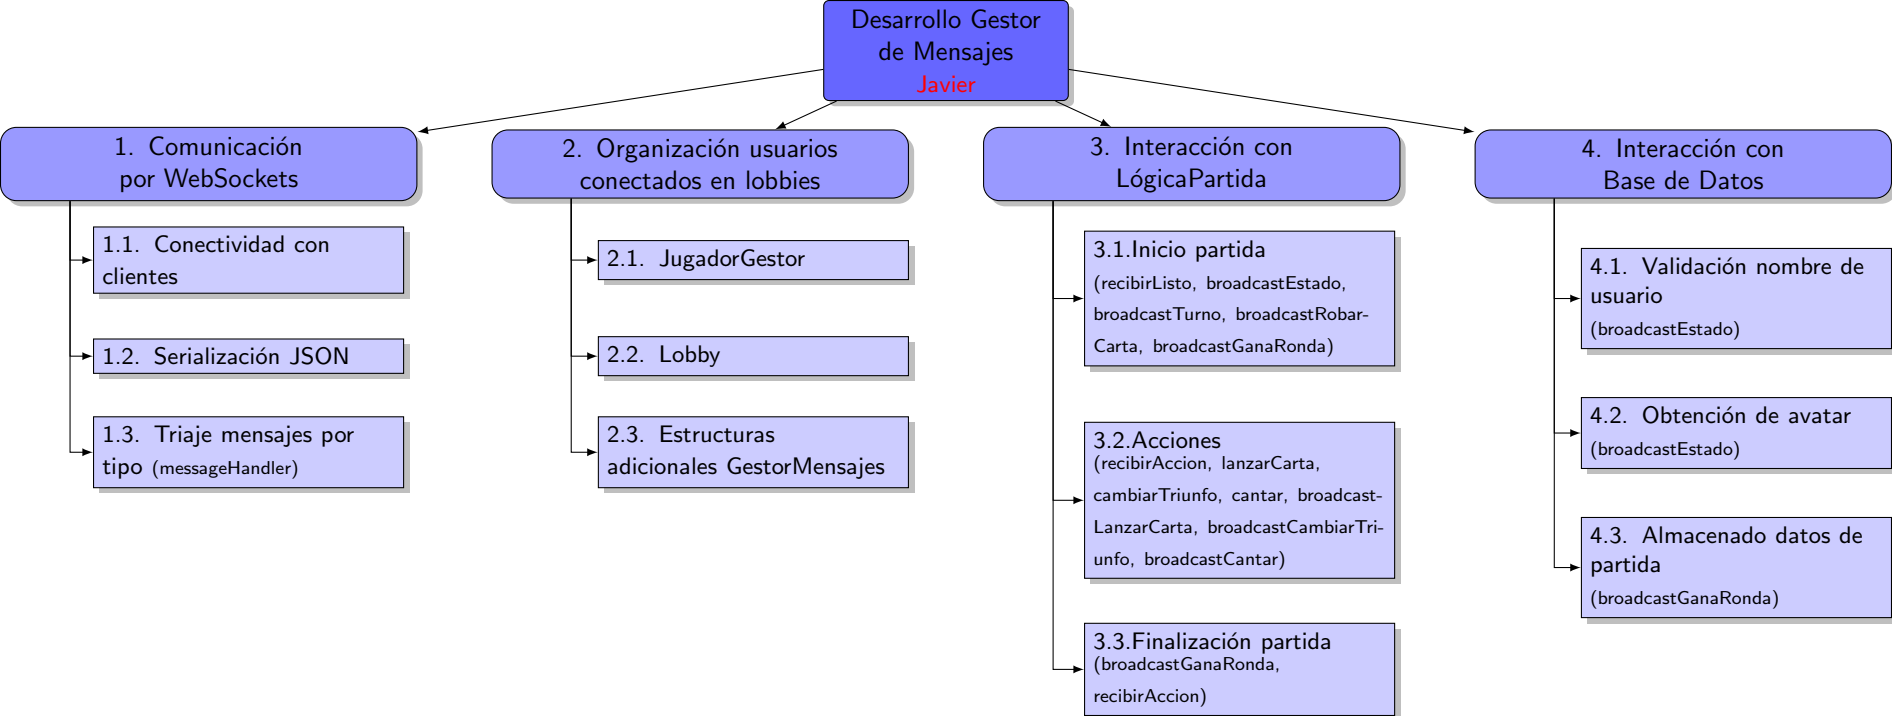 Desarrollo Gestor
de Mensajes
Javier
1. Comunicación
por WebSockets
1.1. Conectividad con
clientes
1.2. Serialización JSON
1.3. Triaje mensajes por
tipo (messageHandler)
2. Organización usuarios
conectados en lobbies
2.1. JugadorGestor
2.2. Lobby
2.3. Estructuras
adicionales GestorMensajes
3. Interacción con
LógicaPartida
3.1.Inicio partida
(recibirListo, broadcastEstado,
broadcastTurno, broadcastRobar-
Carta, broadcastGanaRonda)
3.2.Acciones
(recibirAccion, lanzarCarta,
cambiarTriunfo, cantar, broadcast-
LanzarCarta, broadcastCambiarTri-
unfo, broadcastCantar)
3.3.Finalización partida
(broadcastGanaRonda,
recibirAccion)
4. Interacción con
Base de Datos
4.1. Validación nombre de
usuario
(broadcastEstado)
4.2. Obtención de avatar
(broadcastEstado)
4.3. Almacenado datos de
partida
(broadcastGanaRonda)